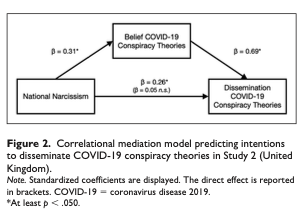 Belief COVID-19
Conspiracy Theories
β = 0.31*
β = 0.69*
β = 0.26*
(β = 0.05 n.s.)
National Narcissism
Dissemination
COVID-19
Conspiracy Theories
Figure 2. Correlational mediation model predicting intentions
to disseminate COVID-19 conspiracy theories in Study 2 (United
Kingdom).
Note. Standardized coefficients are displayed. The direct effect is reported
in brackets. COVID-19 = coronavirus disease 2019.
*At least p < .050.